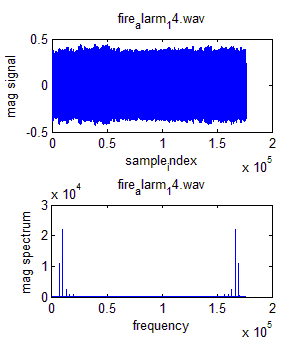 fire_alarm_14.wav
0.5
mag signal
0
-0.5
0 0.5 1 1.5 2
sample_index
x 10^5
fire_alarm_14.wav
x 10^4
3
mag spectrum
2
1
0
0 0.5 1 1.5 2
frequency
x 10^5